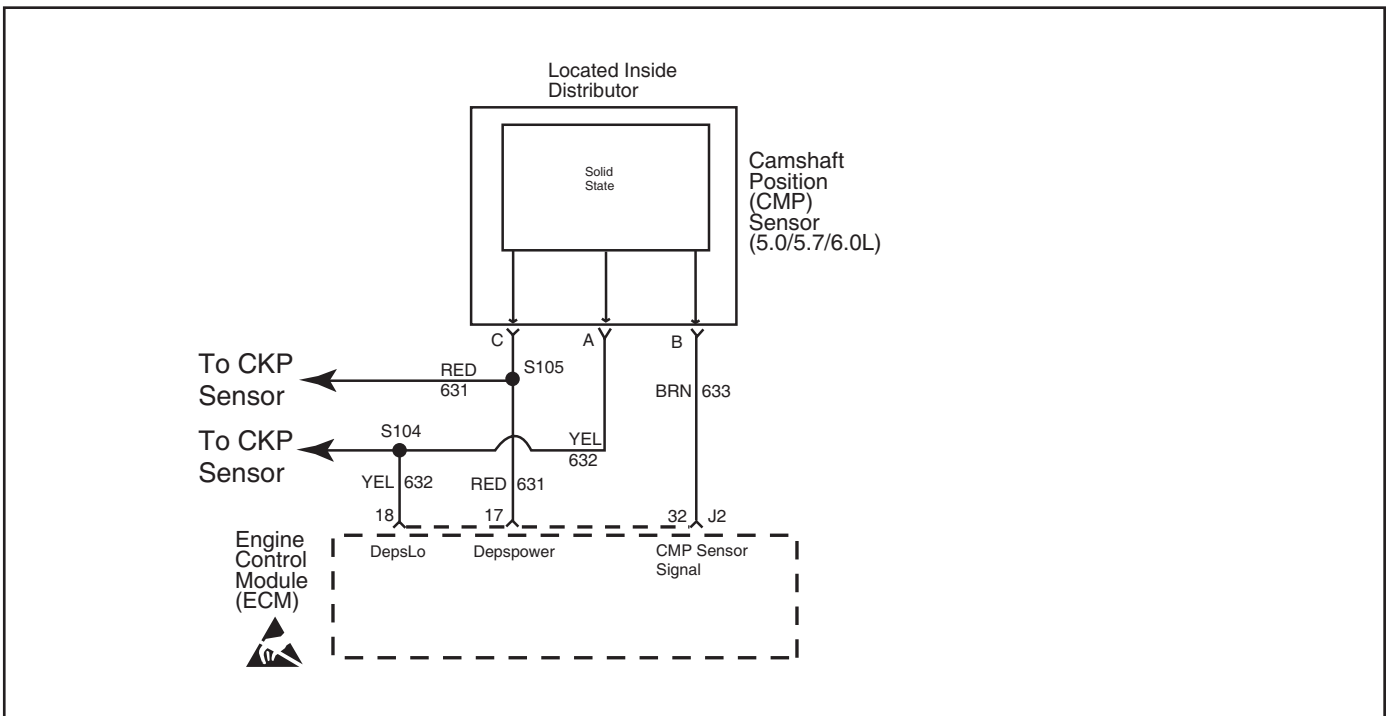 Located Inside
Distributor
Solid
State
Camshaft
Position
(CMP)
Sensor
(5.0/5.7/6.0L)
C
A
B
To CKP
Sensor
RED
631
S105
BRN 633
To CKP
Sensor
S104
YEL
632
YEL 632
RED 631
18
17
32 J2
Engine
Control
Module
(ECM)
DepsLo
Depspower
CMP Sensor
Signal